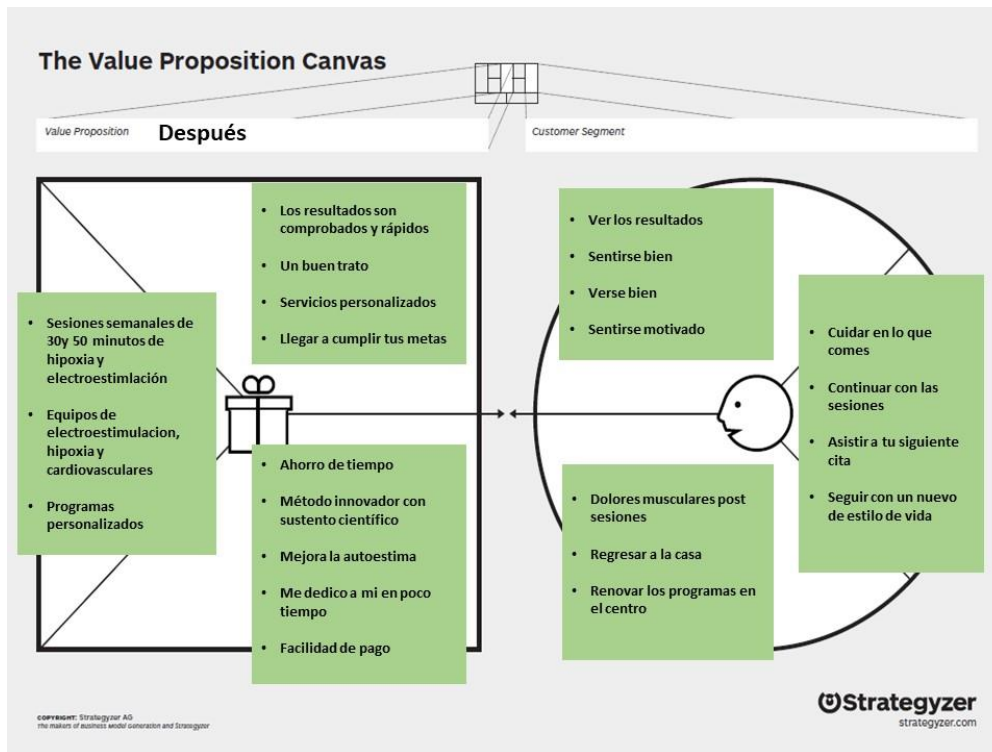 The Value Proposition Canvas
Value Proposition
Después
Customer Segment
• Los resultados son
comprobados y rápidos
• Un buen trato
• Servicios personalizados
• Llegar a cumplir tus metas
• Sesiones semanales de
30y 50 minutos de
hipoxia y
electroestimlación
• Equipos de
electroestimulacion,
hipoxia y
cardiovasculares
• Programas
personalizados
• Ahorro de tiempo
• Método innovador con
sustento científico
• Mejora la autoestima
• Me dedico a mi en poco
tiempo
• Facilidad de pago
• Ver los resultados
• Sentirse bien
• Verse bien
• Sentirse motivado
• Cuidar en lo que
comes
• Continuar con las
sesiones
• Asistir a tu siguiente
cita
• Seguir con un nuevo
de estilo de vida
• Dolores musculares post
sesiones
• Regresar a la casa
• Renovar los programas en
el centro
COPYRIGHT: Strategyzer AG
The makers of Business Model Generation and Strategyzer
Strategyzer
strategyzer.com